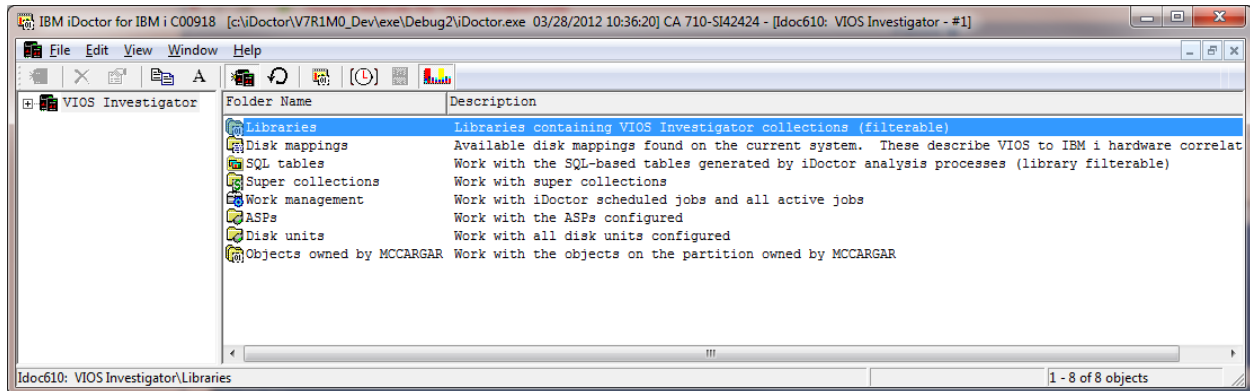 IBM iDoctor for IBM i C00918 [c:\iDoctor\V7R1M0_Dev\exe\Debug2\iDoctor.exe 03/28/2012 10:36:20] CA 710-SI42424 - [Idoc610: VIOS Investigator - #1]
File Edit View Window Help
VIOS Investigator
Folder Name Description
Libraries Libraries containing VIOS Investigator collections (filterable)
Disk mappings Available disk mappings found on the current system. These describe VIOS to IBM i hardware correlat
SQL tables Work with the SQL-based tables generated by iDoctor analysis processes (library filterable)
Super collections Work with super collections
Work management Work with iDoctor scheduled jobs and all active jobs
ASPs Work with the ASPs configured
Disk units Work with all disk units configured
Objects owned by MCCARGAR Work with the objects on the partition owned by MCCARGAR
Idoc610: VIOS Investigator\Libraries 1 - 8 of 8 objects